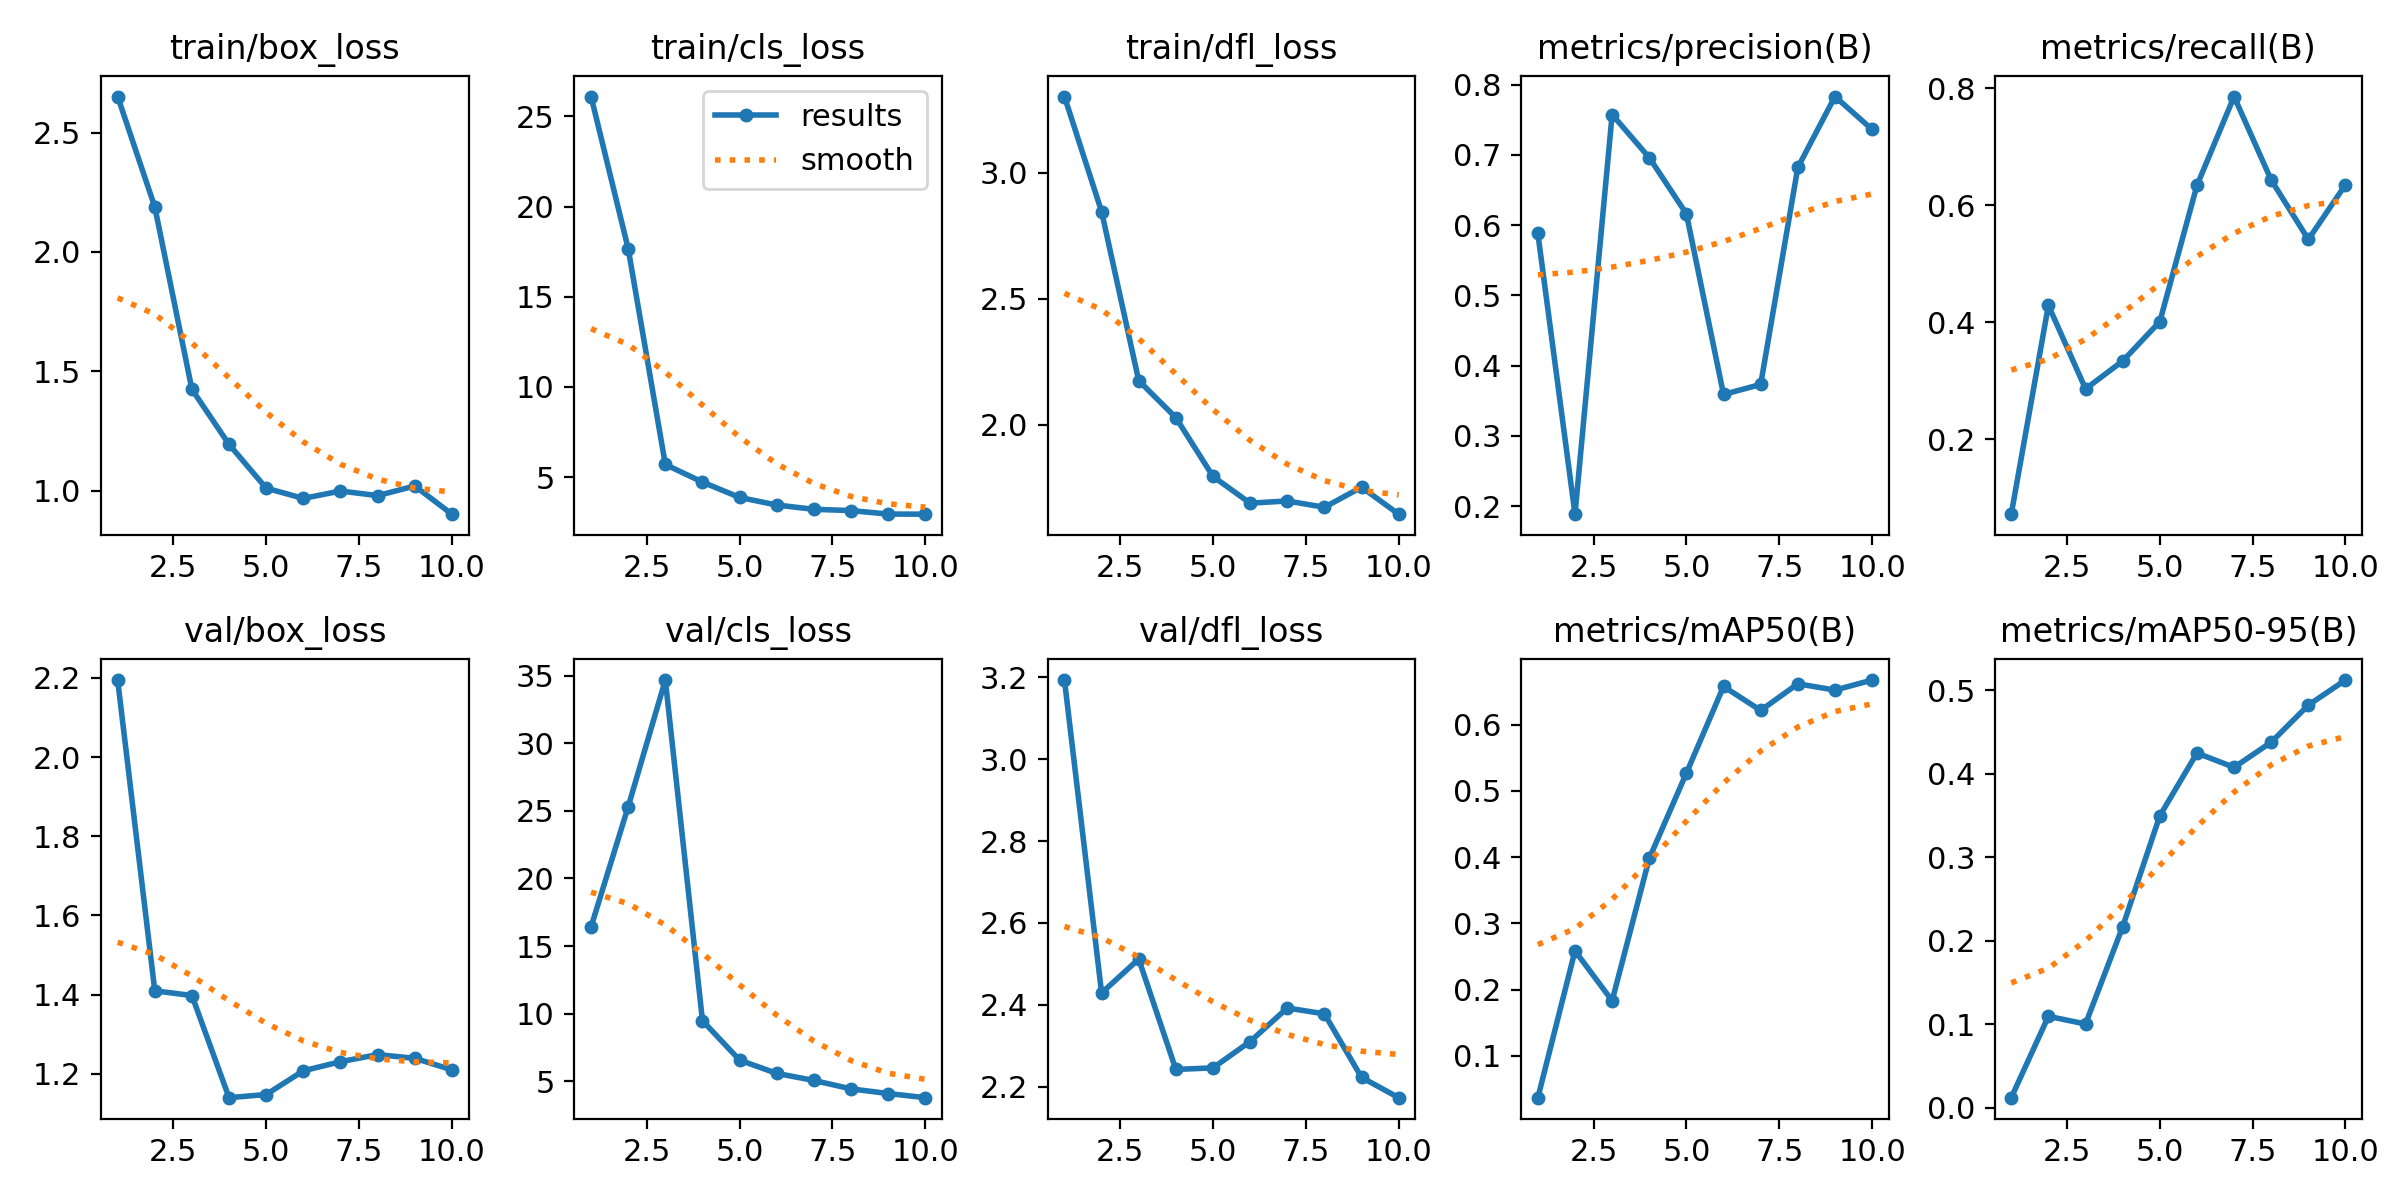 train/box_loss
train/cls_loss
train/dfl_loss
metrics/precision(B)
metrics/recall(B)
2.5
2.0
1.5
1.0
2.5 5.0 7.5 10.0
results
smooth
25
20
15
10
5
2.5 5.0 7.5 10.0
3.0
2.5
2.0
2.5 5.0 7.5 10.0
0.8
0.7
0.6
0.5
0.4
0.3
0.2
2.5 5.0 7.5 10.0
0.8
0.6
0.4
0.2
2.5 5.0 7.5 10.0
val/box_loss
val/cls_loss
val/dfl_loss
metrics/mAP50(B)
metrics/mAP50-95(B)
2.2
2.0
1.8
1.6
1.4
1.2
2.5 5.0 7.5 10.0
35
30
25
20
15
10
5
2.5 5.0 7.5 10.0
3.2
3.0
2.8
2.6
2.4
2.2
2.5 5.0 7.5 10.0
0.6
0.5
0.4
0.3
0.2
0.1
2.5 5.0 7.5 10.0
0.5
0.4
0.3
0.2
0.1
0.0
2.5 5.0 7.5 10.0